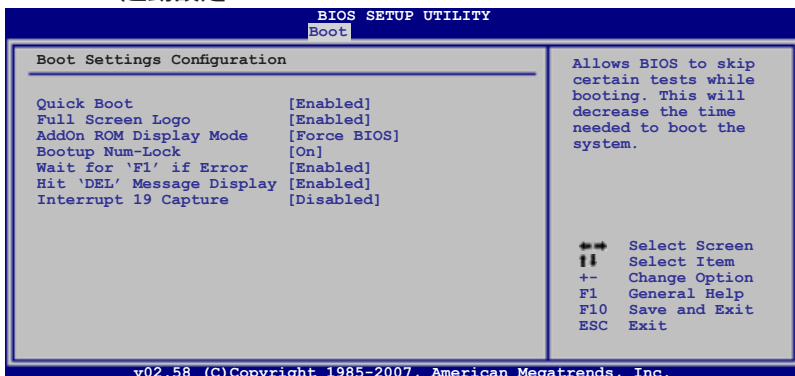 BIOS SETUP UTILITY
Boot
Boot Settings Configuration
Quick Boot [Enabled]
Full Screen Logo [Enabled]
AddOn ROM Display Mode [Force BIOS]
Bootup Num-Lock [On]
Wait for ‘F1’ if Error [Enabled]
Hit ‘DEL’ Message Display [Enabled]
Interrupt 19 Capture [Disabled]
Allows BIOS to skip
certain tests while
booting. This will
decrease the time
needed to boot the
system.
←→ Select Screen
↑↓ Select Item
+- Change Option
F1 General Help
F10 Save and Exit
ESC Exit
v02.58 (C)Copyright 1985-2007, American Megatrends, Inc.